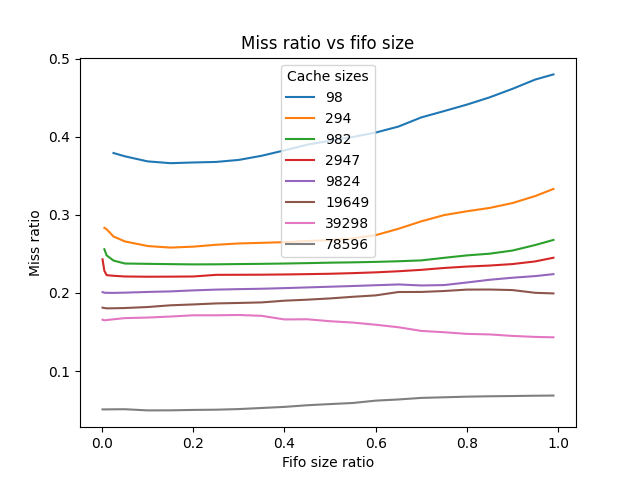 Miss ratio vs fifo size
Cache sizes
98
294
982
2947
9824
19649
39298
78596
0.5
0.4
0.3
0.2
0.1
Miss ratio
0.0 0.2 0.4 0.6 0.8 1.0
Fifo size ratio